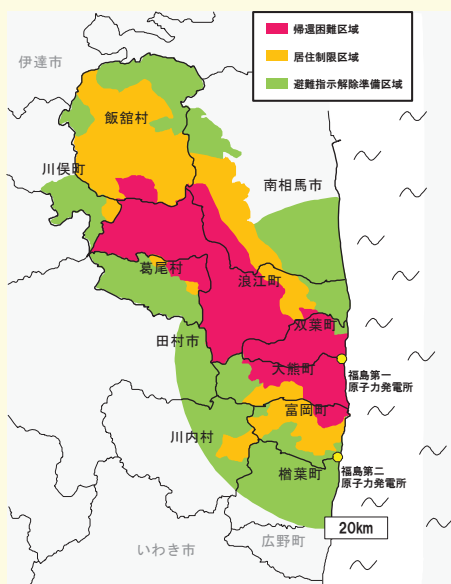 帰還困難区域
居住制限区域
避難指示解除準備区域
伊達市
飯舘村
川俣町
南相馬市
葛尾村
浪江町
双葉町
田村市
大熊町
福島第一
原子力発電所
富岡町
川内村
福島第二
原子力発電所
楢葉町
20km
広野町
いわき市